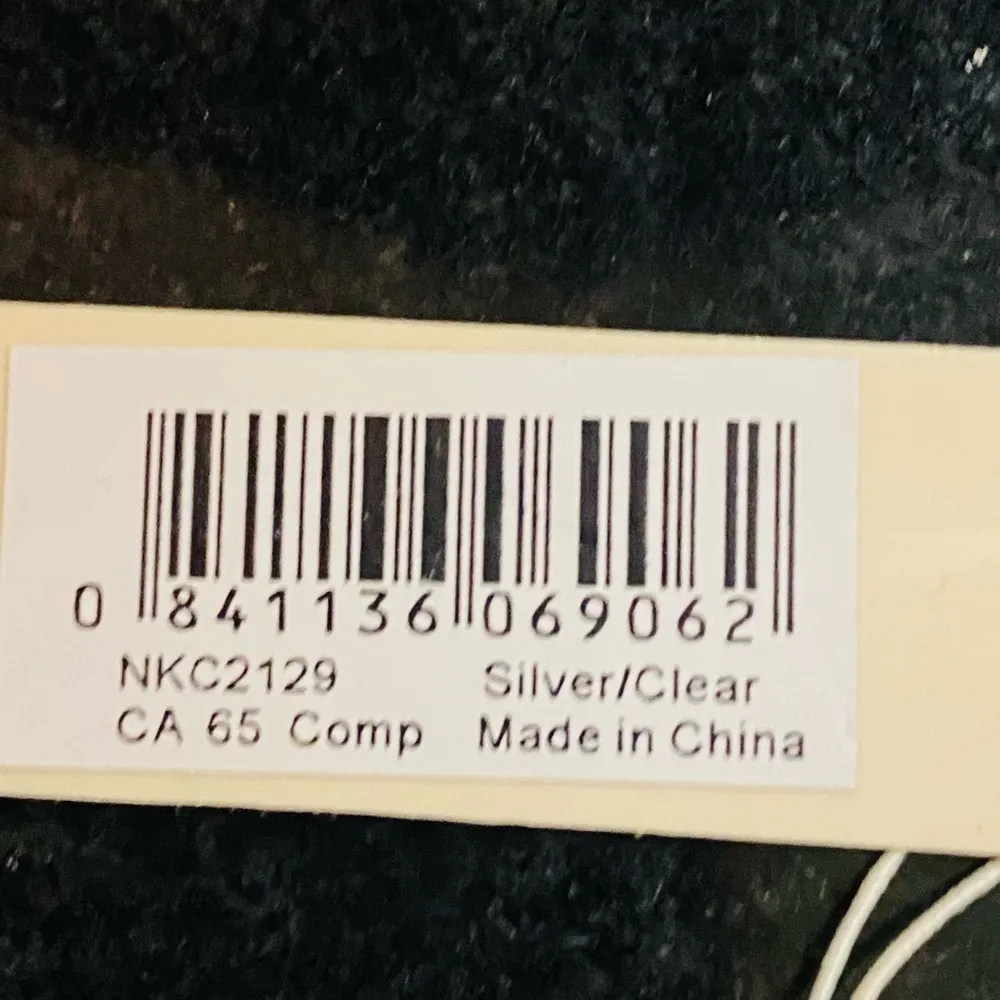 0 841136 069062
NKC2129 Silver/Clear
CA 65 Comp Made in China